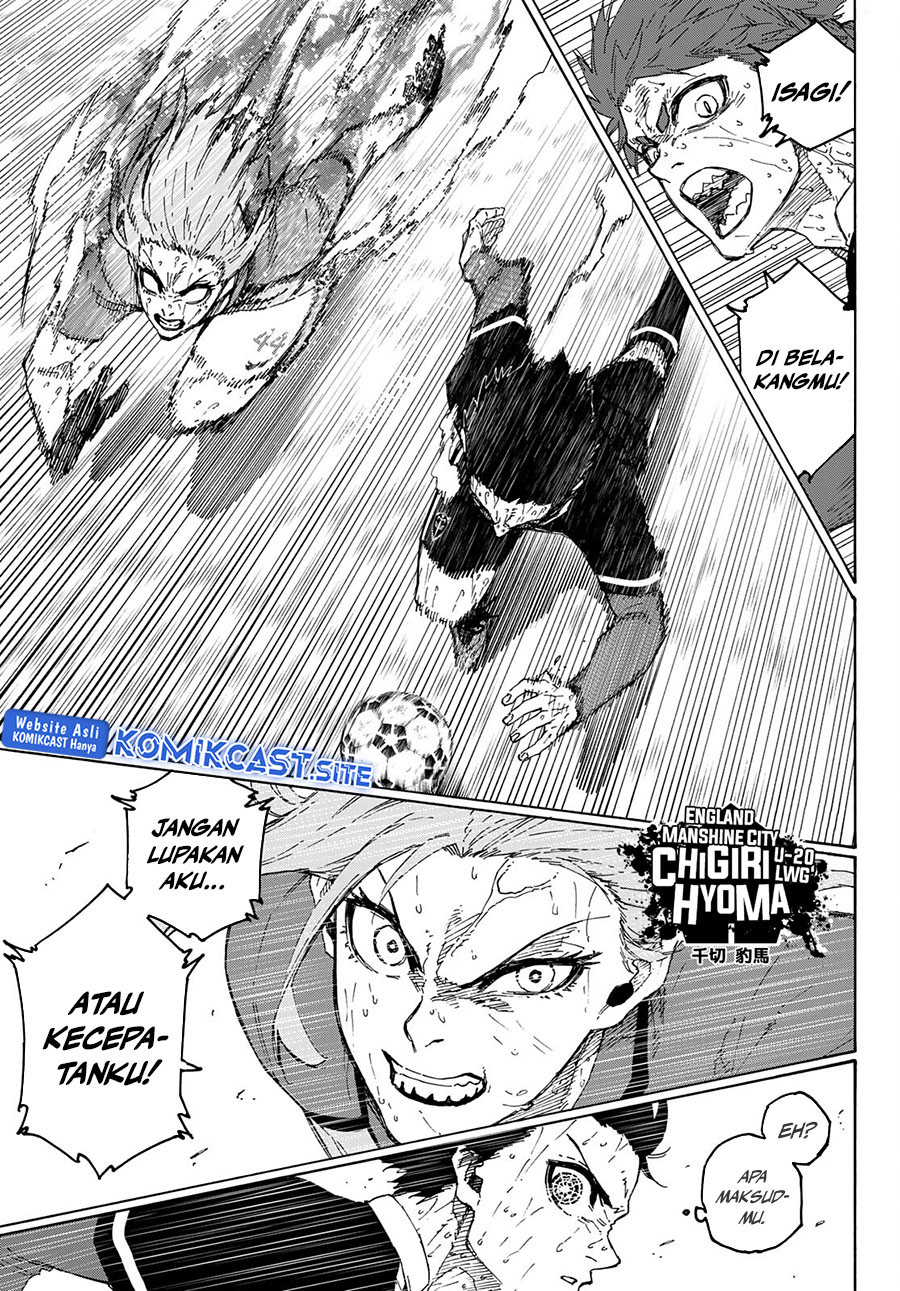 ISAGI!
DI BELA-
KANGMU!
44
Website Asli
KOMIKCAST Hanya
KOMIKCAST.SITE
ENGLAND
MANSHINE CITY
CHIGIRI U-20
HYOMA LWG
千切 豹馬
JANGAN
LUPAKAN
AKU...
ATAU
KECEPA-
TANKU!
EH?
APA
MAKSUD-
MU.